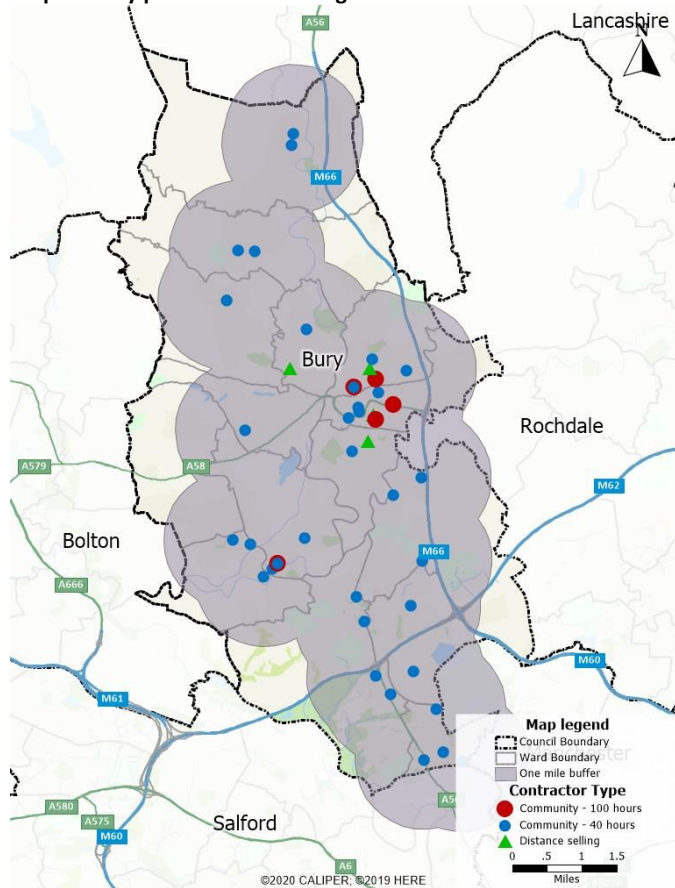 Lancashire
A56
N
M66
Bury
Rochdale
A579
A58
M62
Bolton
M66
A666
M60
M61
Map legend
Council Boundary
Ward Boundary
One mile buffer
Contractor Type
Community - 100 hours
Community - 40 hours
Distance selling
A580
A575
Salford
M60
A6
0 .5 1 1.5
Miles
©2020 CALIPER; ©2019 HERE